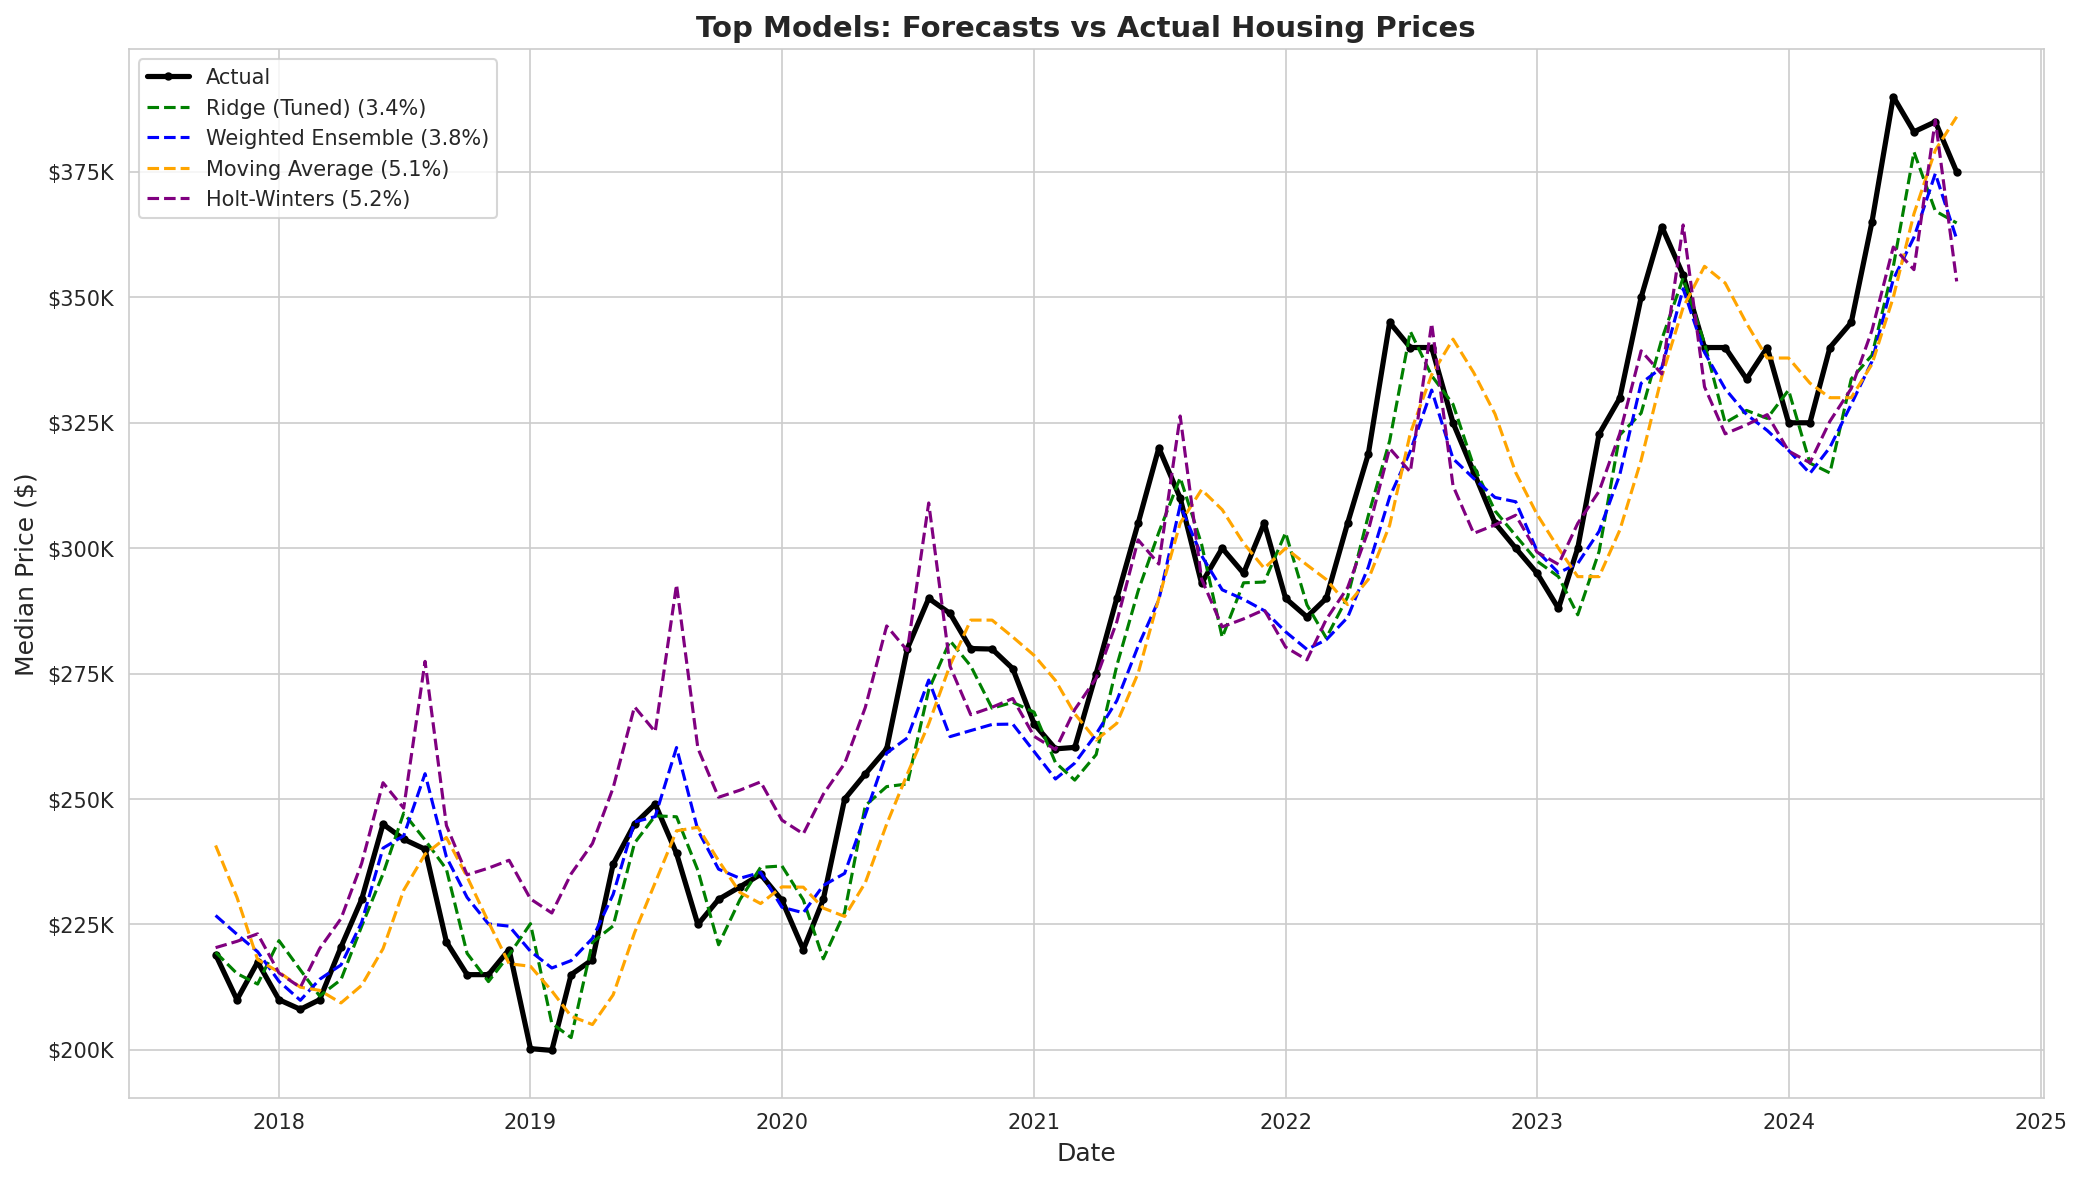 Top Models: Forecasts vs Actual Housing Prices
Actual
Ridge (Tuned) (3.4%)
Weighted Ensemble (3.8%)
Moving Average (5.1%)
Holt-Winters (5.2%)
$375K
$350K
$325K
$300K
$275K
$250K
$225K
$200K
Median Price ($)
2018 2019 2020 2021 2022 2023 2024 2025
Date